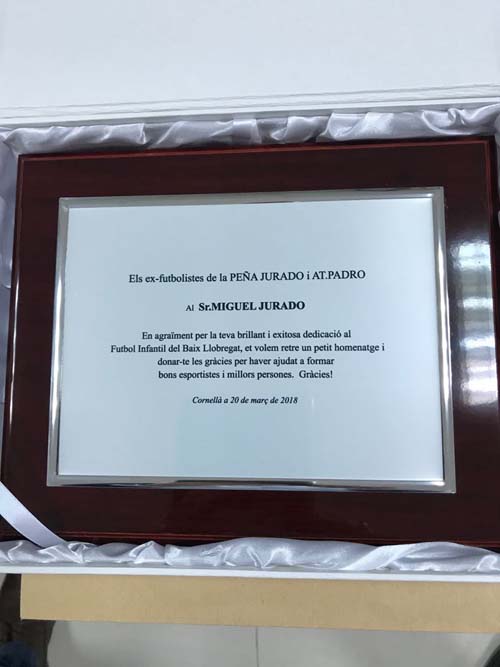 Els ex-futbolistes de la PEÑA JURADO i AT.PADRO
Al Sr.MIGUEL JURADO
En agraïment per la teva brillant i exitosa dedicació al
Futbol Infantil del Baix Llobregat, et volem retre un petit homenatge i
donar-te les gràcies per haver ajudat a formar
bons esportistes i millors persones. Gràcies!
Cornellà a 20 de març de 2018